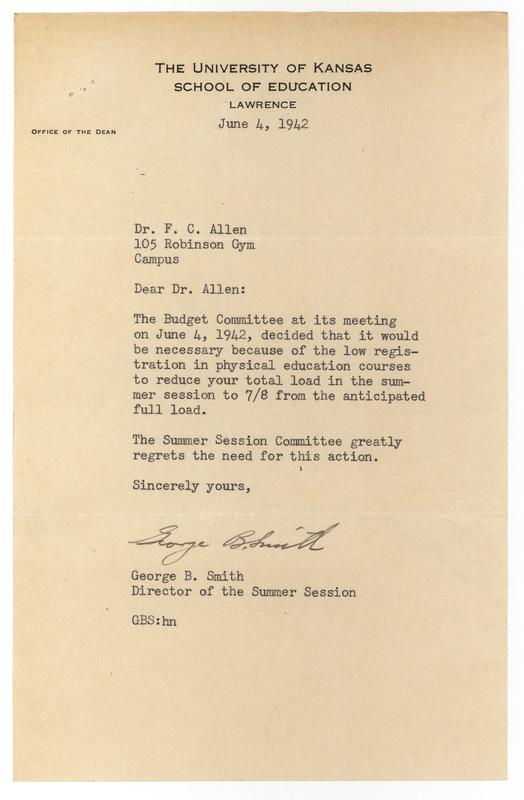 THE UNIVERSITY OF KANSAS
SCHOOL OF EDUCATION
LAWRENCE
June 4, 1942
OFFICE OF THE DEAN
Dr. F. C. Allen
105 Robinson Gym
Campus
Dear Dr. Allen:
The Budget Committee at its meeting
on June 4, 1942, decided that it would
be necessary because of the low regis-
tration in physical education courses
to reduce your total load in the sum-
mer session to 7/8 from the anticipated
full load.
The Summer Session Committee greatly
regrets the need for this action.
Sincerely yours,
George B. Smith
George B. Smith
Director of the Summer Session
GBS:hn